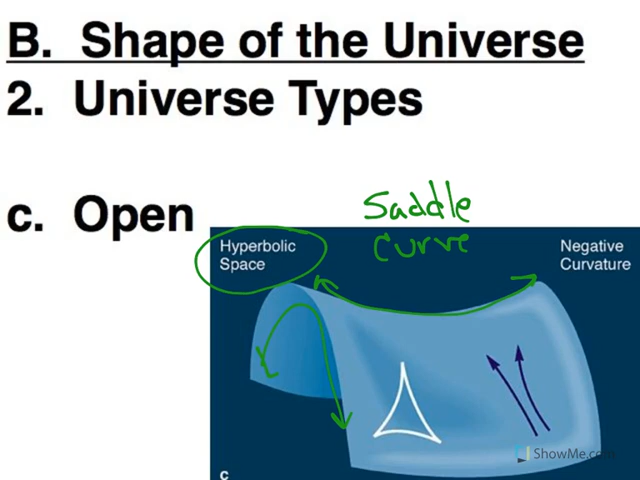 B. Shape of the Universe
2. Universe Types
c. Open
Saddle
Curve
Hyperbolic
Space
Negative
Curvature
c
ShowMe.com